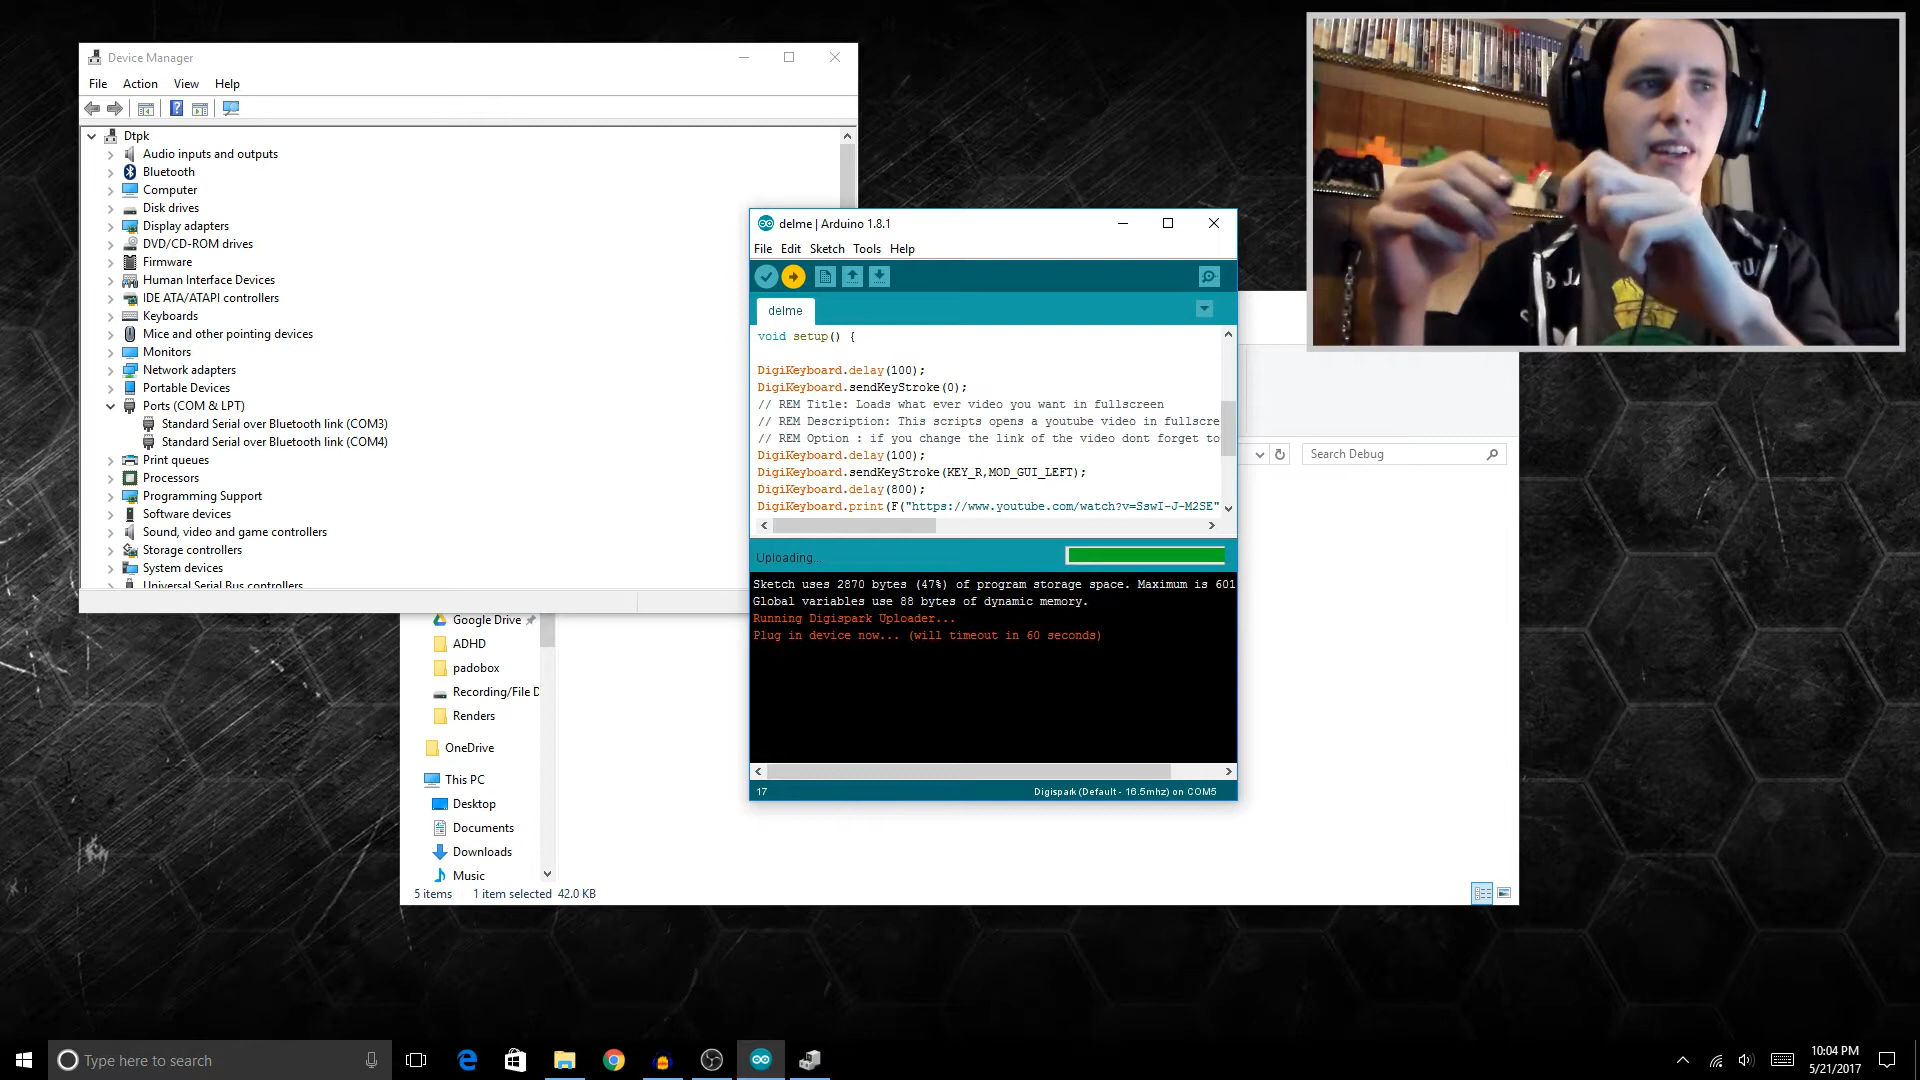 Device Manager
File Action View Help
Dtpk
Audio inputs and outputs
Bluetooth
Computer
Disk drives
Display adapters
DVD/CD-ROM drives
Firmware
Human Interface Devices
IDE ATA/ATAPI controllers
Keyboards
Mice and other pointing devices
Monitors
Network adapters
Portable Devices
Ports (COM & LPT)
Standard Serial over Bluetooth link (COM3)
Standard Serial over Bluetooth link (COM4)
Print queues
Processors
Programming Support
Software devices
Sound, video and game controllers
Storage controllers
System devices
Universal Serial Bus controllers
delme | Arduino 1.8.1
File Edit Sketch Tools Help
delme
void setup() {
DigiKeyboard.delay(100);
DigiKeyboard.sendKeyStroke(0);
// REM Title: Loads what ever video you want in fullscreen
// REM Description: This scripts opens a youtube video in fullscre
// REM Option : if you change the link of the video dont forget to
DigiKeyboard.delay(100);
DigiKeyboard.sendKeyStroke(KEY_R,MOD_GUI_LEFT);
DigiKeyboard.delay(800);
DigiKeyboard.print(F("https://www.youtube.com/watch?v=SswI-J-M2SE"
Uploading...
Sketch uses 2870 bytes (47%) of program storage space. Maximum is 601
Global variables use 88 bytes of dynamic memory.
Running Digispark Uploader...
Plug in device now... (will timeout in 60 seconds)
17 Digispark (Default - 16.5mhz) on COM5
Search Debug
Google Drive
ADHD
padobox
Recording/File D
Renders
OneDrive
This PC
Desktop
Documents
Downloads
Music
5 items 1 item selected 42.0 KB
Type here to search
10:04 PM
5/21/2017